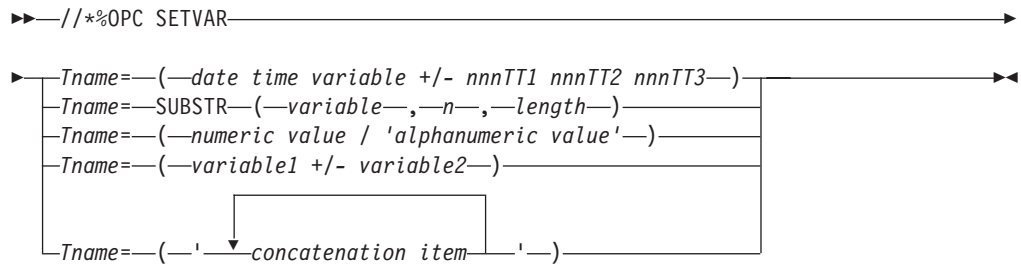 //*%OPC SETVAR
Tname= ( date time variable +/- nnnTT1 nnnTT2 nnnTT3 )
Tname= SUBSTR ( variable , n , length )
Tname= ( numeric value / 'alphanumeric value' )
Tname= ( variable1 +/- variable2 )
Tname= ( ' concatenation item ' )